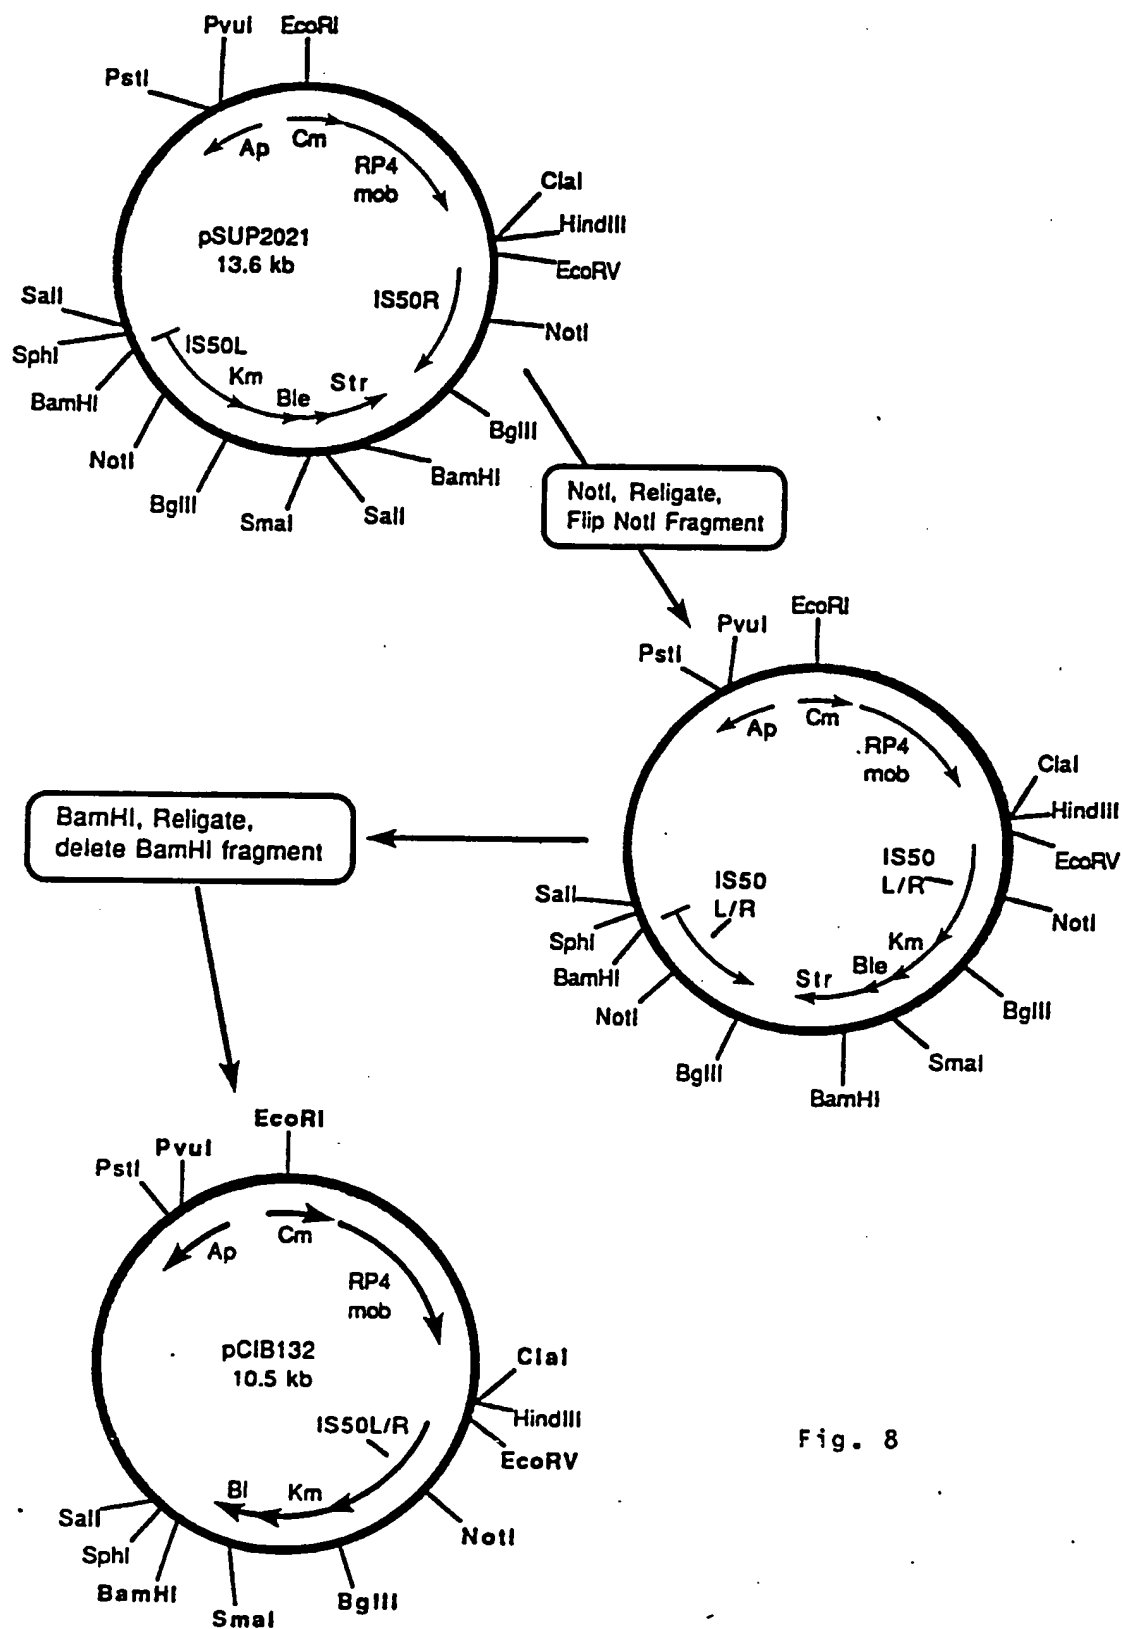 PvuI
EcoRI
PstI
Ap
Cm
RP4
mob
ClaI
HindIII
EcoRV
pSUP2021
13.6 kb
IS50R
NotI
SalI
SphI
BamHI
NotI
BglII
SmaI
SalI
BamHI
BglII
IS50L
Km
Ble
Str
NotI, Religate,
Flip NotI Fragment
EcoRI
PvuI
PstI
Ap
Cm
RP4
mob
ClaI
HindIII
EcoRV
IS50
L/R
IS50
L/R
NotI
SalI
SphI
BamHI
NotI
Km
Ble
Str
BglII
SmaI
BglII
BamHI
BamHI, Religate,
delete BamHI fragment
EcoRI
PvuI
PstI
Ap
Cm
RP4
mob
pCIB132
10.5 kb
ClaI
HindIII
EcoRV
IS50L/R
Bl
Km
NotI
SalI
SphI
BamHI
SmaI
BglII
Fig. 8